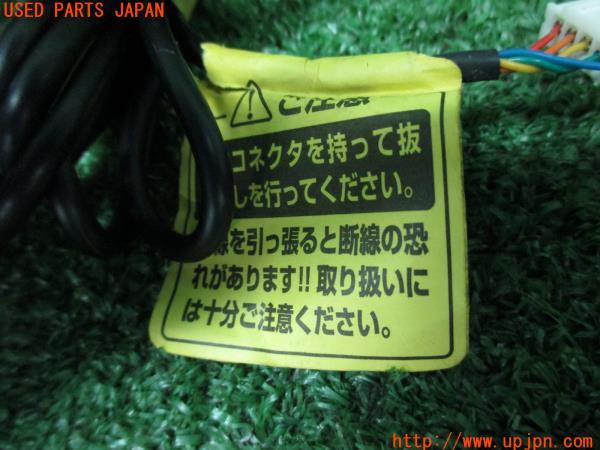 USED PARTS JAPAN
ご注意
コネクタを持って抜
しを行ってください。
線を引っ張ると断線の恐
れがあります!!取り扱いに
は十分ご注意ください。
http://www.upjpn.com/